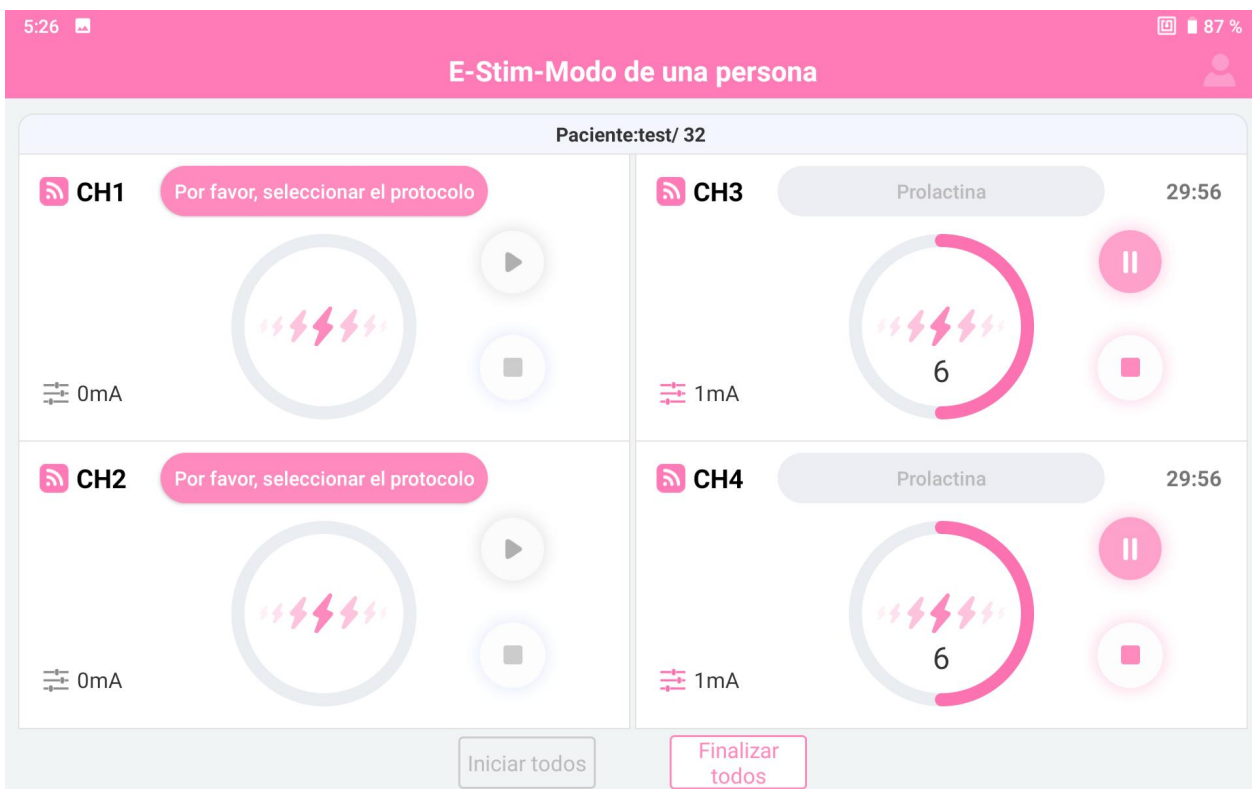 5:26
87 %
E-Stim-Modo de una persona
Paciente:test/ 32
CH1
Por favor, seleccionar el protocolo
0mA
CH3
Prolactina
29:56
6
1mA
CH2
Por favor, seleccionar el protocolo
0mA
CH4
Prolactina
29:56
6
1mA
Iniciar todos
Finalizar
todos